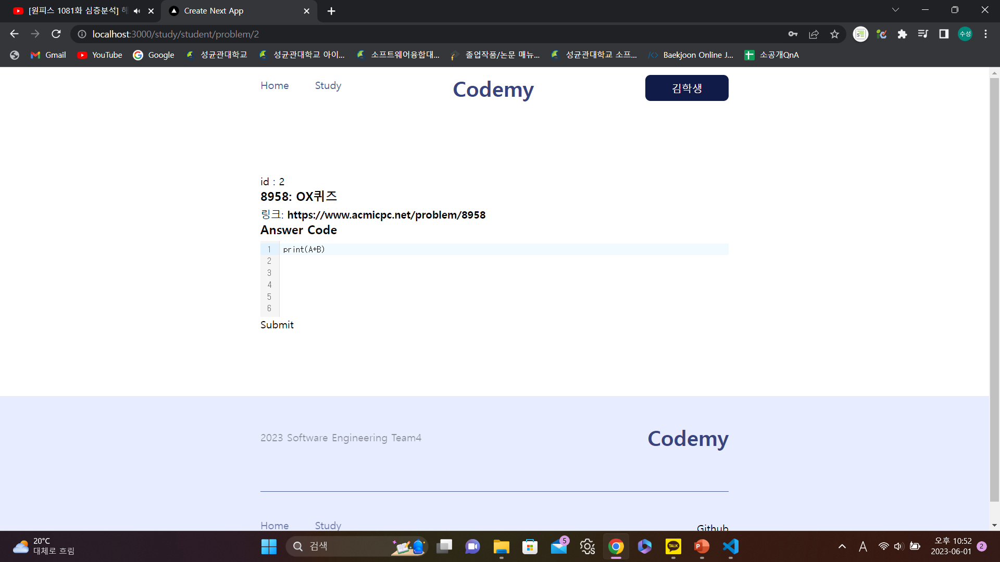 [원피스 1081화 심층분석]
Create Next App
localhost:3000/study/student/problem/2
수성
Gmail
YouTube
Google
성균관대학교
성균관대학교 아이...
소프트웨어융합대...
졸업작품/논문 매뉴...
성균관대학교 소프...
Baekjoon Online J...
소공개QnA
Home
Study
Codemy
김학생
id : 2
8958: OX퀴즈
링크: https://www.acmicpc.net/problem/8958
Answer Code
1 print(A+B)
2
3
4
5
6
Submit
2023 Software Engineering Team4
Codemy
Home
Study
Github
20°C
대체로 흐림
검색
5
TALK
P
A
오후 10:52
2023-06-01
2